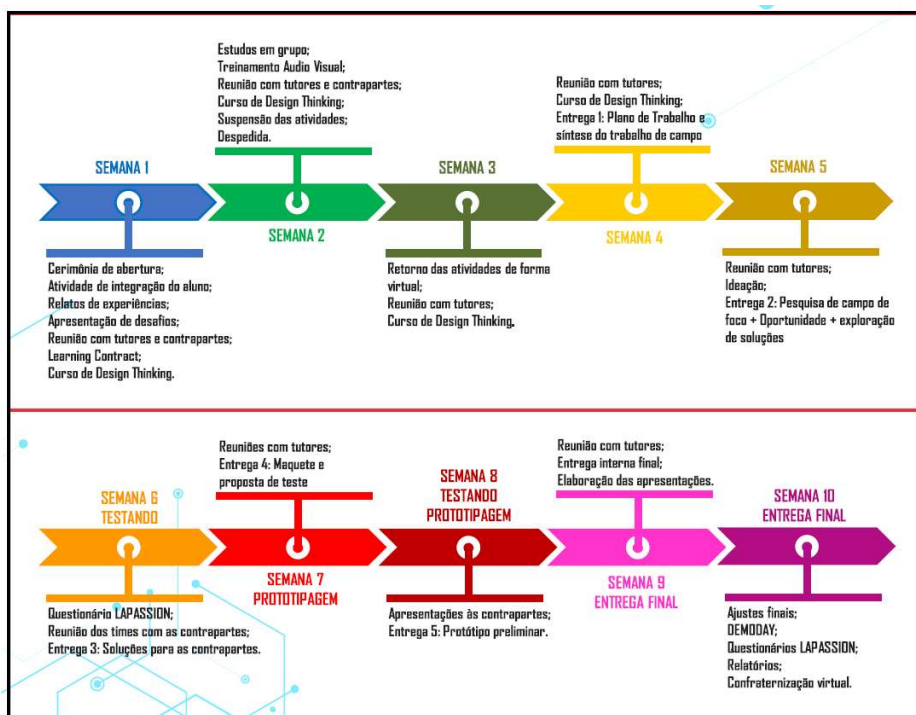 SEMANA 1
Cerimônia de abertura;
Atividade de integração do aluno;
Relatos de experiências;
Apresentação de desafios;
Reunião com tutores e contrapartes;
Learning Contract;
Curso de Design Thinking.
Estudos em grupo;
Treinamento Audio Visual;
Reunião com tutores e contrapartes;
Curso de Design Thinking;
Suspensão das atividades;
Despedida.
SEMANA 2
SEMANA 3
Retorno das atividades de forma
virtual;
Reunião com tutores;
Curso de Design Thinking.
Reunião com tutores;
Curso de Design Thinking;
Entrega 1: Plano de Trabalho e
síntese do trabalho de campo
SEMANA 4
SEMANA 5
Reunião com tutores;
Ideação;
Entrega 2: Pesquisa de campo de
foco + Oportunidade + exploração
de soluções
SEMANA 6
TESTANDO
Questionário LAPASSION;
Reunião dos times com as contrapartes;
Entrega 3: Soluções para as contrapartes.
Reuniões com tutores;
Entrega 4: Maquete e
proposta de teste
SEMANA 7
PROTOTIPAGEM
SEMANA 8
TESTANDO
PROTOTIPAGEM
Apresentações às contrapartes;
Entrega 5: Protótipo preliminar.
Reunião com tutores;
Entrega interna final;
Elaboração das apresentações.
SEMANA 9
ENTREGA FINAL
SEMANA 10
ENTREGA FINAL
Ajustes finais;
DEMODAY;
Questionários LAPASSION;
Relatórios;
Confraternização virtual.